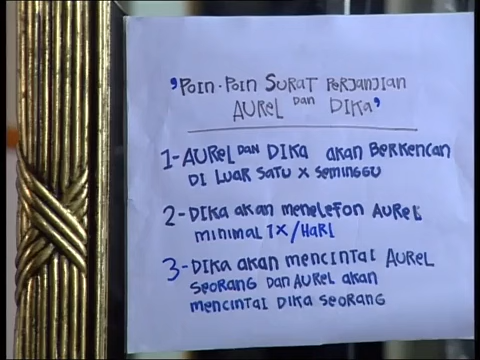 "Poin-Poin Surat Perjanjian
Aurel dan Dika"
1- Aurel dan Dika akan berkencan
di luar satu x seminggu
2- Dika akan menelefon Aurel
minimal 1x/hari
3- Dika akan mencintai Aurel
seorang dan Aurel akan
mencintai Dika seorang